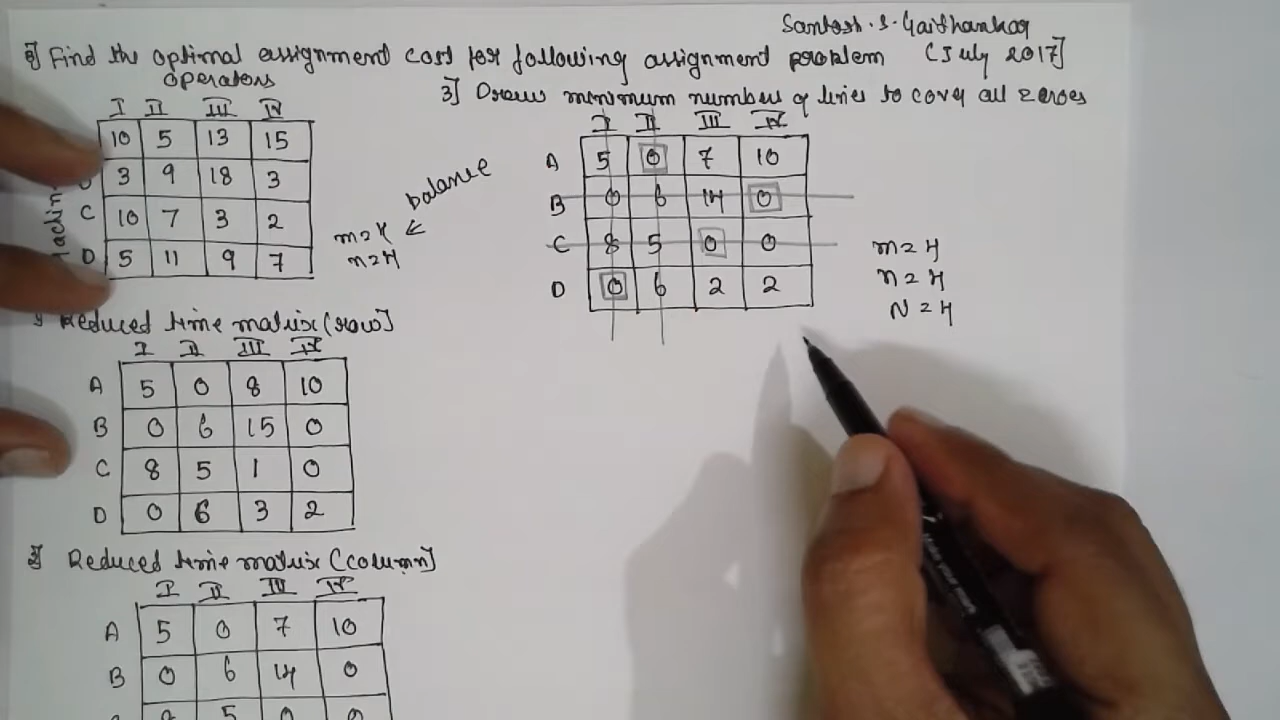 Santosh.S.Gaithankar
Q] Find the optimal assignment cost for following assignment problem (July 2017]
operators
I II III IV
10 5 13 15
3 9 18 3
C 10 7 3 2
D 5 11 9 7
balance
m=4
n=4
Reduced time matrix (row)
I II III IV
A 5 0 8 10
B 0 6 15 0
C 8 5 1 0
D 0 6 3 2
2] Reduced time matrix (column)
I II III IV
A 5 0 7 10
B 0 6 14 0
5 0 0
3] Draw minimum number of lines to cover all zeroes
I II III IV
A 5 0 7 10
B 0 6 14 0
C 8 5 0 0
D 0 6 2 2
m=4
n=4
N=4